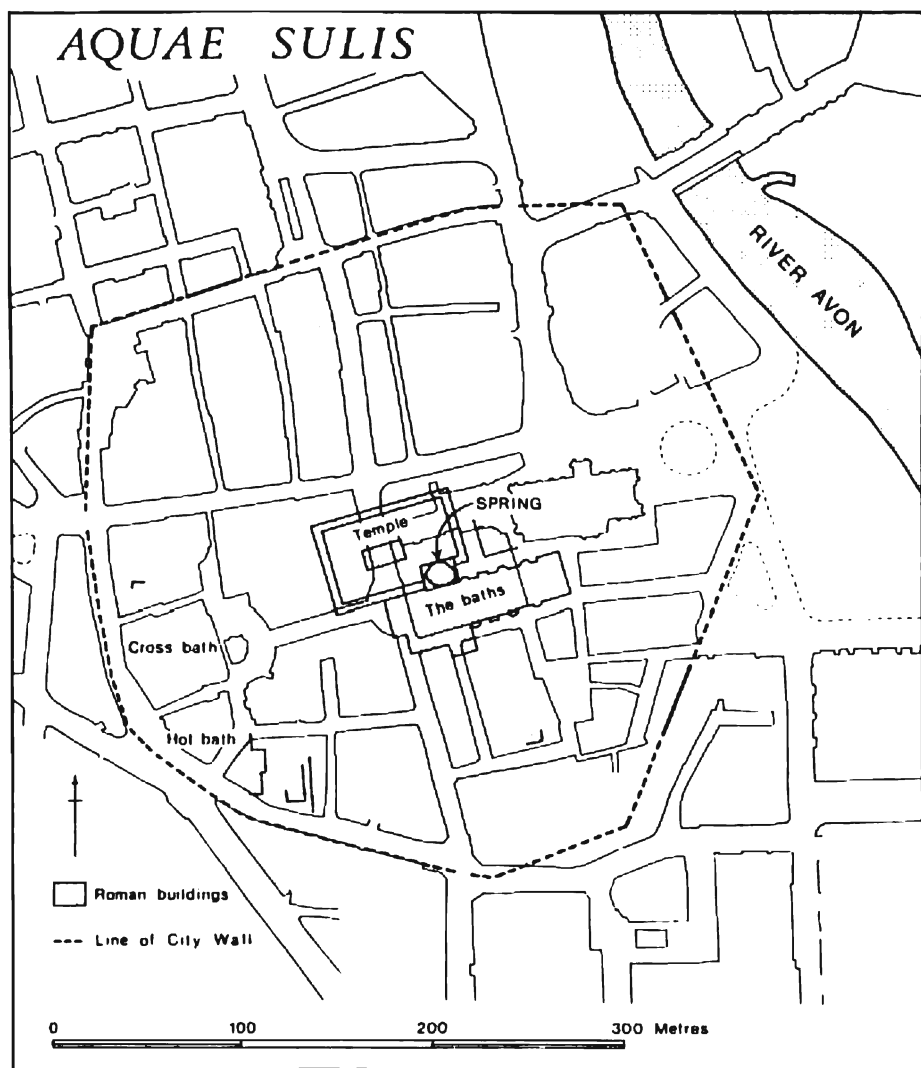 AQUAE SULIS
RIVER AVON
SPRING
Temple
The baths
Cross bath
Hot bath
Roman buildings
Line of City Wall
0 100 200 300 Metres